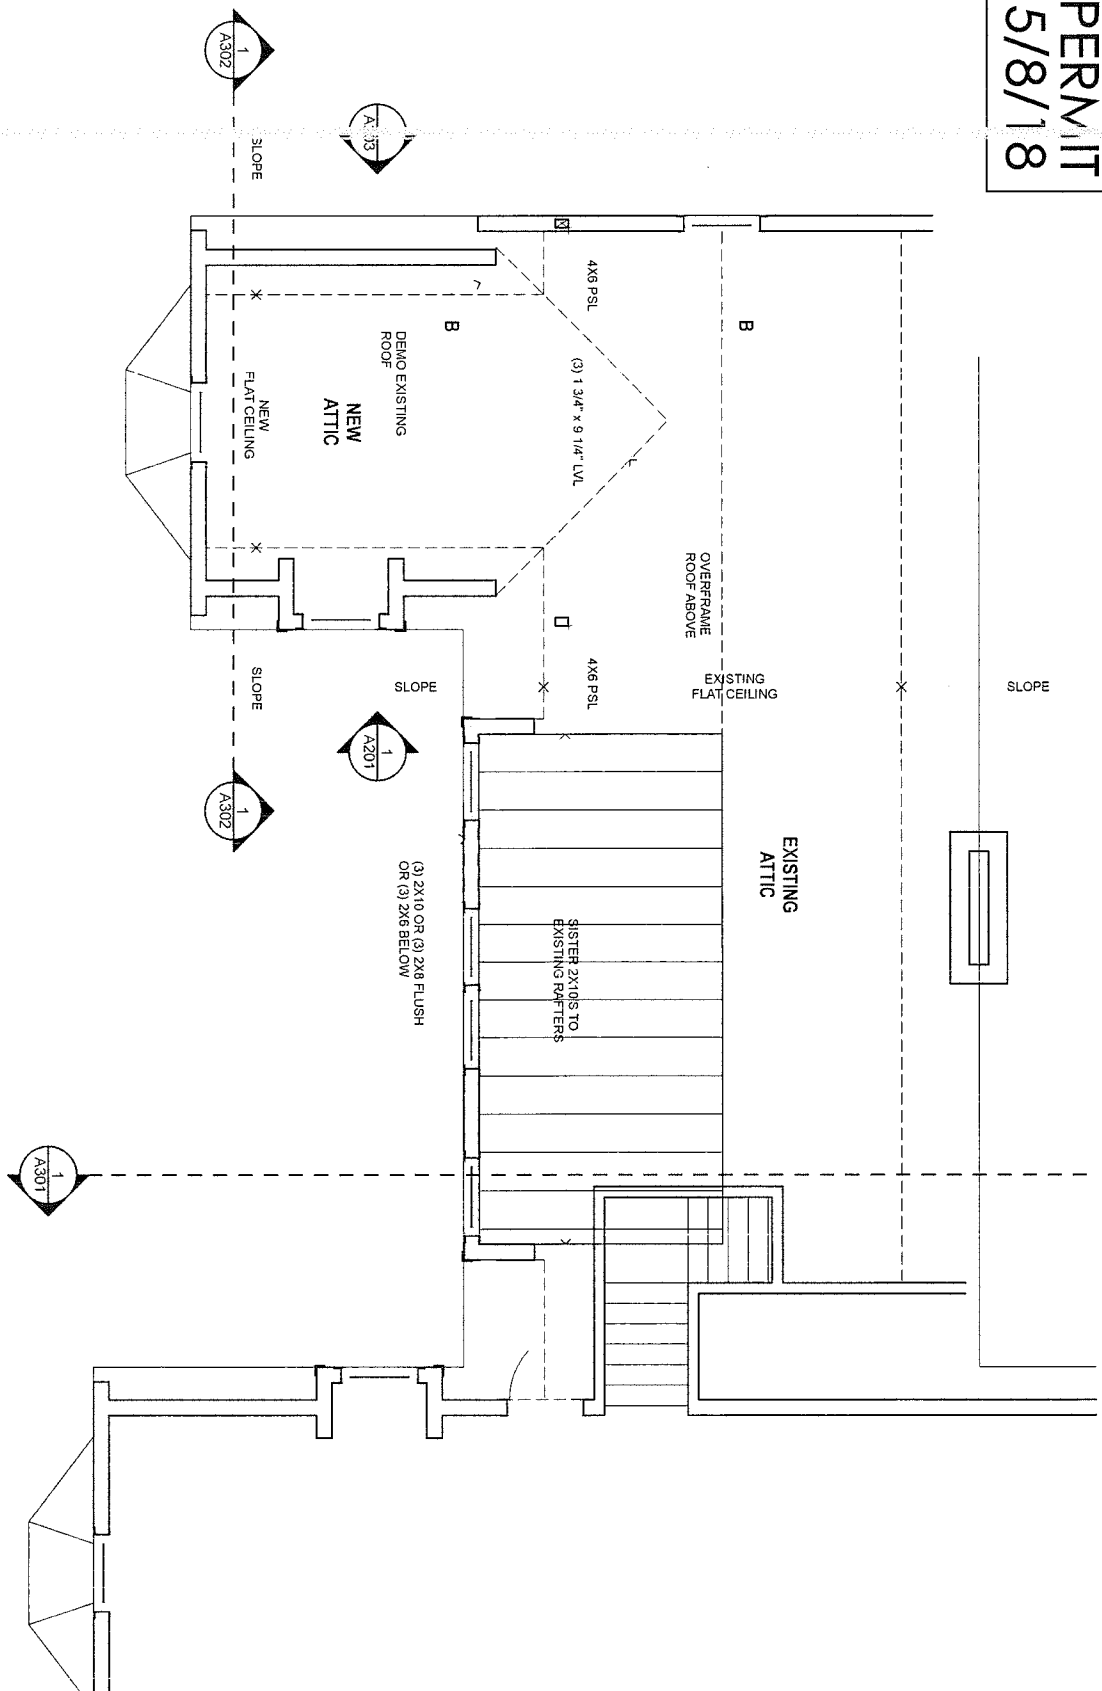 PERMIT
5/8/18
1
A302
SLOPE
4X6 PSL
B
B
DEMO EXISTING
ROOF
(3) 1 3/4" x 9 1/4" LVL
NEW
FLAT CEILING
NEW
ATTIC
OVERFRAME
ROOF ABOVE
SLOPE
SLOPE
4X6 PSL
EXISTING
FLAT CEILING
SLOPE
1
A201
1
A302
EXISTING
ATTIC
(3) 2X10 OR (3) 2X8 FLUSH
OR (3) 2X6 BELOW
SISTER 2X10'S TO
EXISTING RAFTERS
1
A301